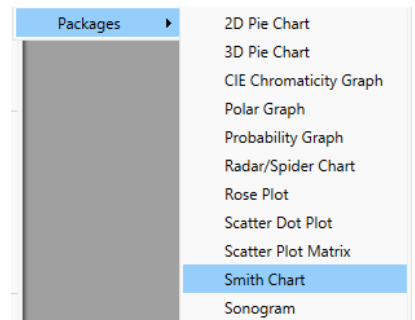 Packages
2D Pie Chart
3D Pie Chart
CIE Chromaticity Graph
Polar Graph
Probability Graph
Radar/Spider Chart
Rose Plot
Scatter Dot Plot
Scatter Plot Matrix
Smith Chart
Sonogram